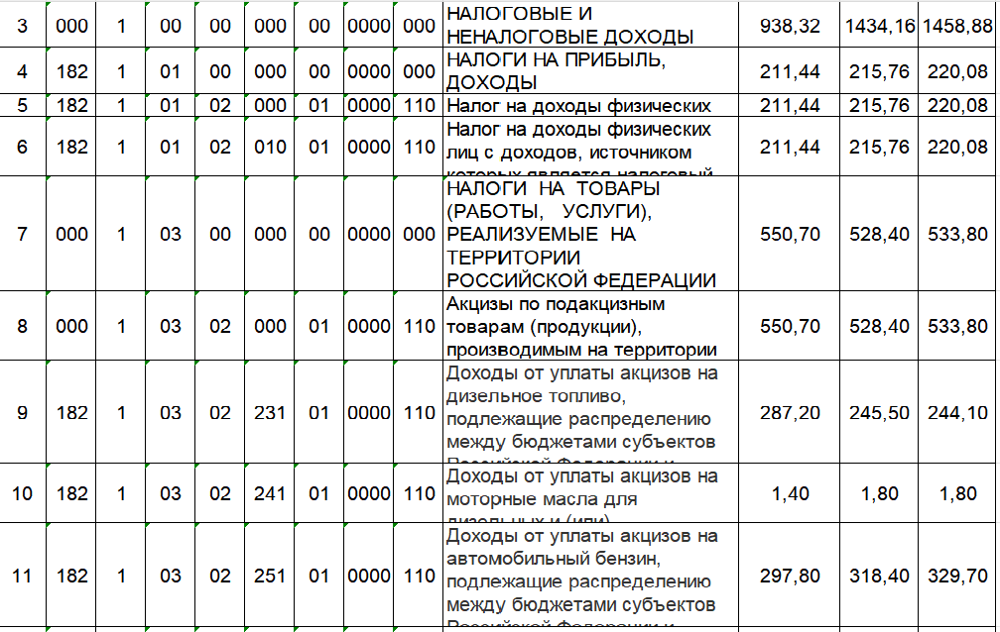 3 000 1 00 00 000 00 0000 000 НАЛОГОВЫЕ И 938,32 1434,16 1458,88
НЕНАЛОГОВЫЕ ДОХОДЫ
4 182 1 01 00 000 00 0000 000 НАЛОГИ НА ПРИБЫЛЬ, 211,44 215,76 220,08
ДОХОДЫ
5 182 1 01 02 000 01 0000 110 Налог на доходы физических 211,44 215,76 220,08
6 182 1 01 02 010 01 0000 110 Налог на доходы физических 211,44 215,76 220,08
лиц с доходов, источником
которых является налоговый
7 000 1 03 00 000 00 0000 000 НАЛОГИ НА ТОВАРЫ 550,70 528,40 533,80
(РАБОТЫ, УСЛУГИ),
РЕАЛИЗУЕМЫЕ НА
ТЕРРИТОРИИ
РОССИЙСКОЙ ФЕДЕРАЦИИ
8 000 1 03 02 000 01 0000 110 Акцизы по подакцизным 550,70 528,40 533,80
товарам (продукции),
производимым на территории
9 182 1 03 02 231 01 0000 110 Доходы от уплаты акцизов на 287,20 245,50 244,10
дизельное топливо,
подлежащие распределению
между бюджетами субъектов
Российской Федерации и
10 182 1 03 02 241 01 0000 110 Доходы от уплаты акцизов на 1,40 1,80 1,80
моторные масла для
дизельных и (или)
11 182 1 03 02 251 01 0000 110 Доходы от уплаты акцизов на 297,80 318,40 329,70
автомобильный бензин,
подлежащие распределению
между бюджетами субъектов
Российской Федерации и